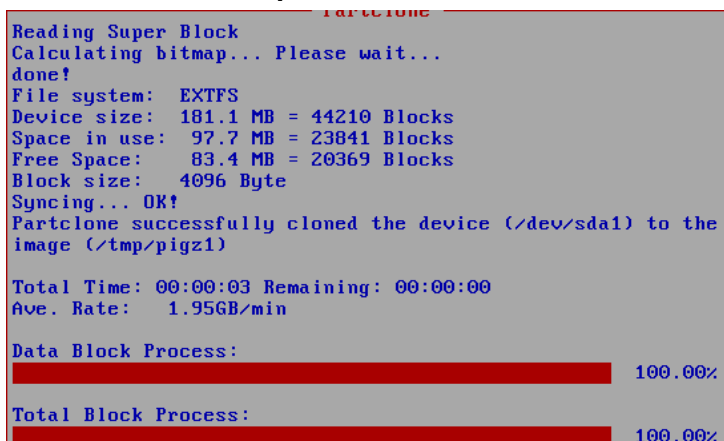 Partclone
Reading Super Block
Calculating bitmap... Please wait...
done!
File system:  EXTFS
Device size:  181.1 MB = 44210 Blocks
Space in use:  97.7 MB = 23841 Blocks
Free Space:    83.4 MB = 20369 Blocks
Block size:   4096 Byte
Syncing... OK!
Partclone successfully cloned the device (/dev/sda1) to the
image (/tmp/pigz1)
Total Time: 00:00:03 Remaining: 00:00:00
Ave. Rate:   1.95GB/min
Data Block Process:
100.00%
Total Block Process:
100.00%